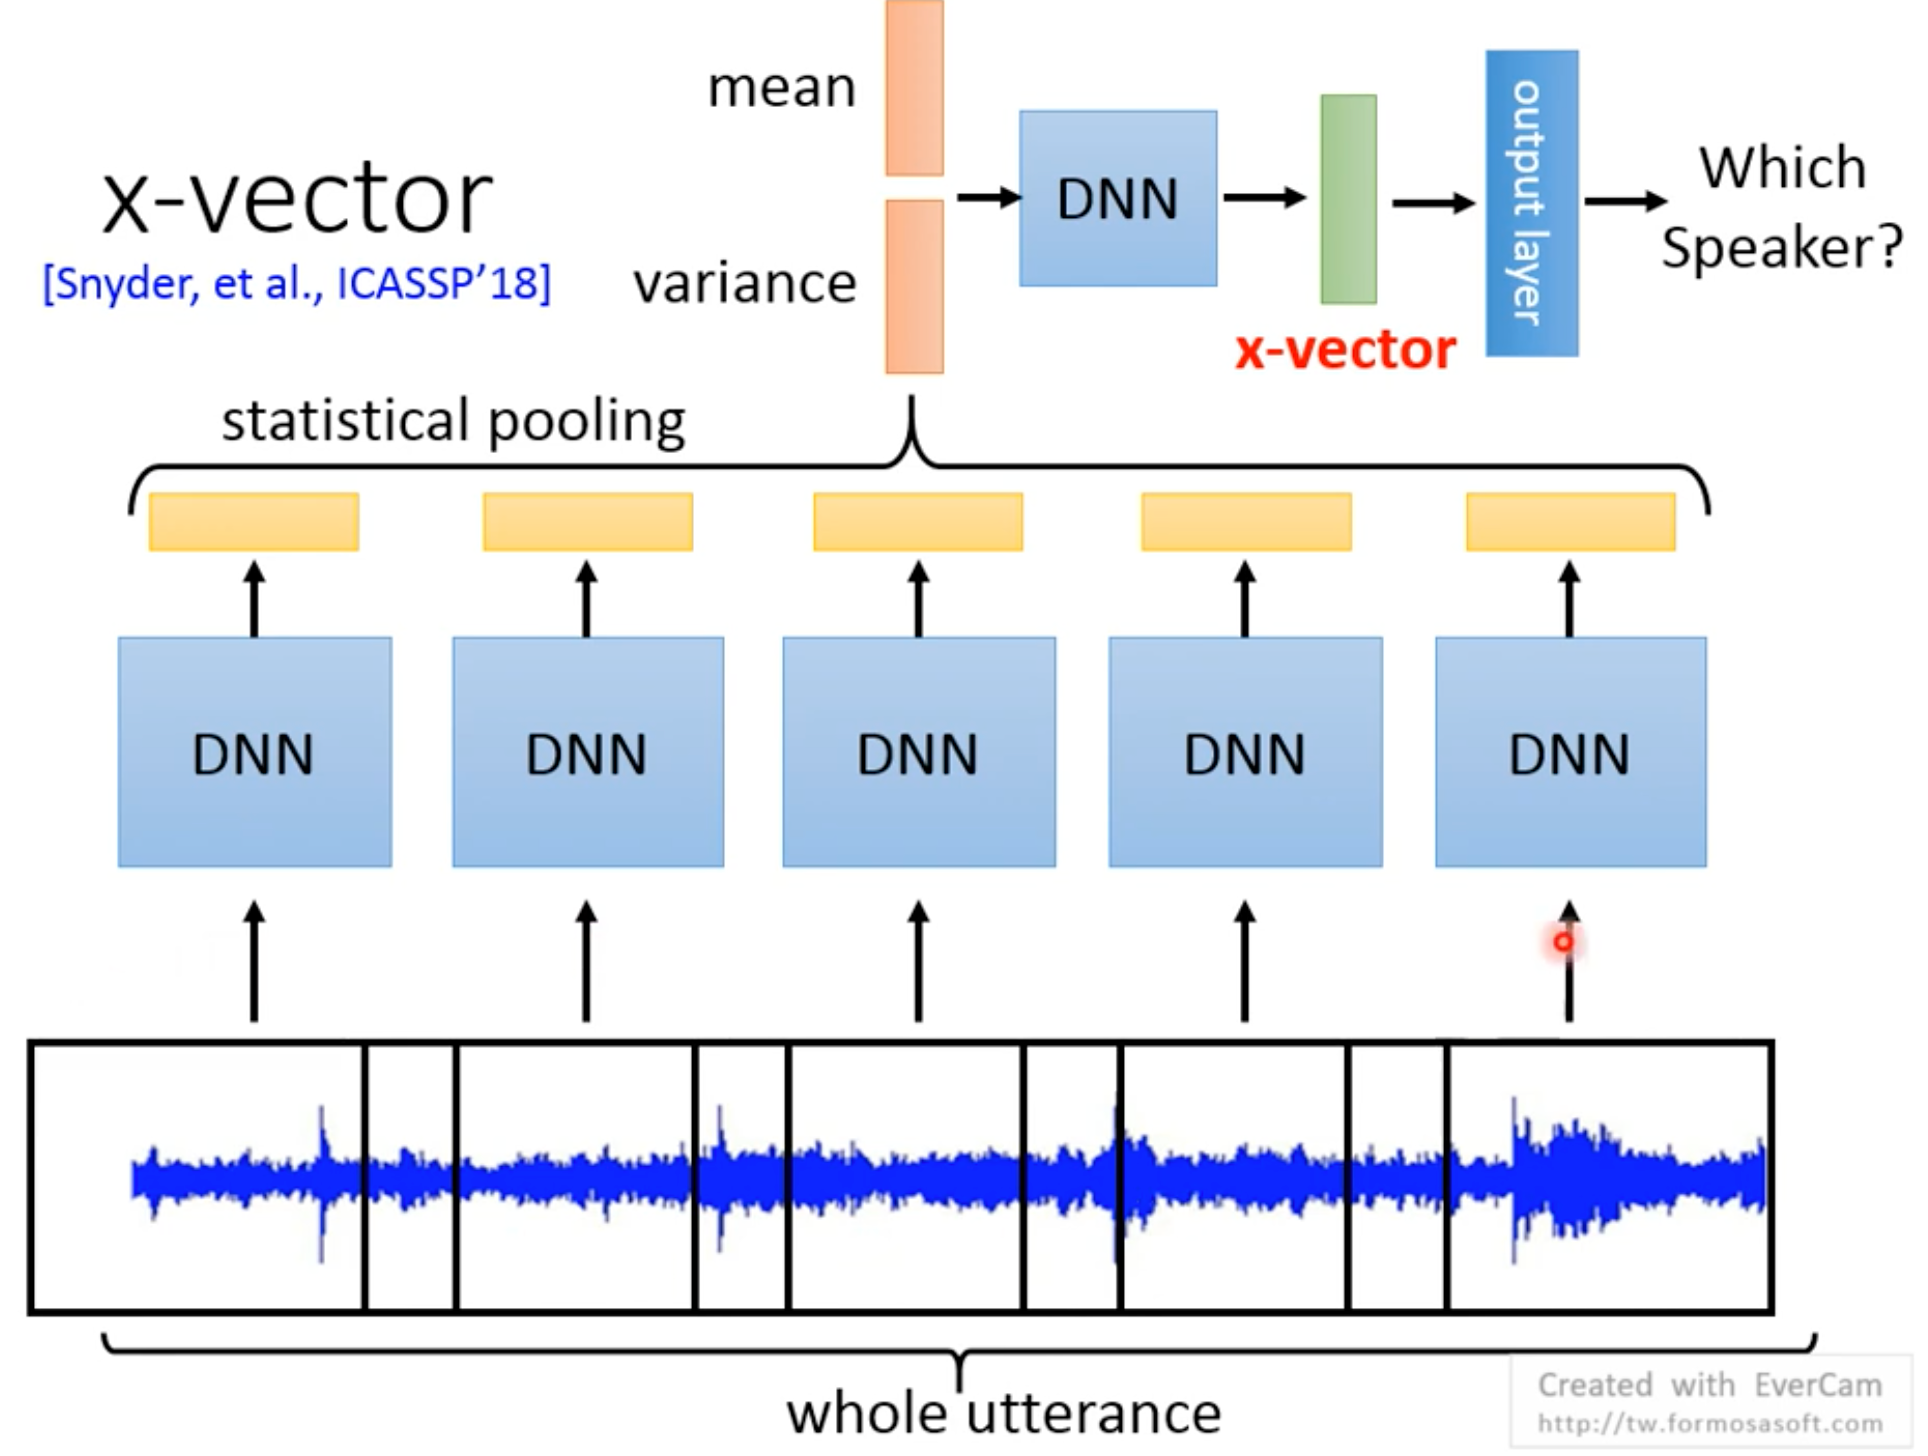 mean
x-vector
[Snyder, et al., ICASSP’18]
variance
DNN
x-vector
output layer
Which
Speaker?
statistical pooling
DNN
DNN
DNN
DNN
DNN
whole utterance
Created with EverCam
http://tw.formosasoft.com